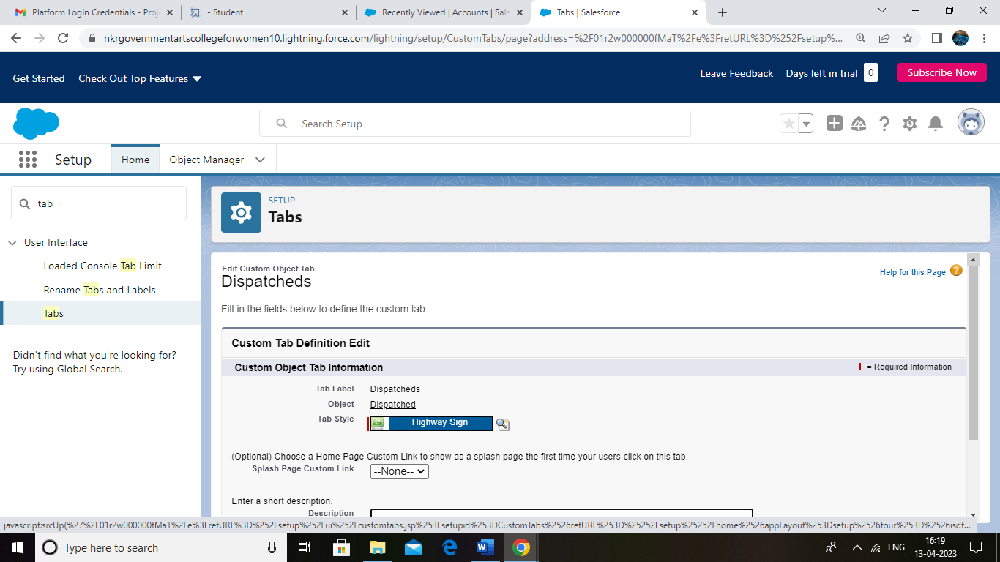 Platform Login Credentials - Proj
- Student
Recently Viewed | Accounts | Sale
Tabs | Salesforce
nkrgovernmentartscollegeforwomen10.lightning.force.com/lightning/setup/CustomTabs/page?address=%2F01r2w000000fMaT%2Fe%3FretURL%3D%252Fsetup%...
Get Started
Check Out Top Features
Leave Feedback
Days left in trial
0
Subscribe Now
Search Setup
Setup
Home
Object Manager
tab
User Interface
Loaded Console Tab Limit
Rename Tabs and Labels
Tabs
Didn't find what you're looking for?
Try using Global Search.
SETUP
Tabs
Edit Custom Object Tab
Dispatcheds
Help for this Page
Fill in the fields below to define the custom tab.
Custom Tab Definition Edit
Custom Object Tab Information
= Required Information
Tab Label Dispatcheds
Object Dispatched
Tab Style Highway Sign
(Optional) Choose a Home Page Custom Link to show as a splash page the first time your users click on this tab.
Splash Page Custom Link --None--
Enter a short description.
Description
javascript:srcUp(%27%2F01r2w000000fMaT%2Fe%3FretURL%3D%252Fsetup%252Fui%252Fcustomtabs.jsp%253Fsetupid%253DCustomTabs%2526retURL%253D%25252Fsetup%25252Fhome%2526appLayout%253Dsetup%2526tour%253D%2526isdt...
Type here to search
ENG
16:19
13-04-2023